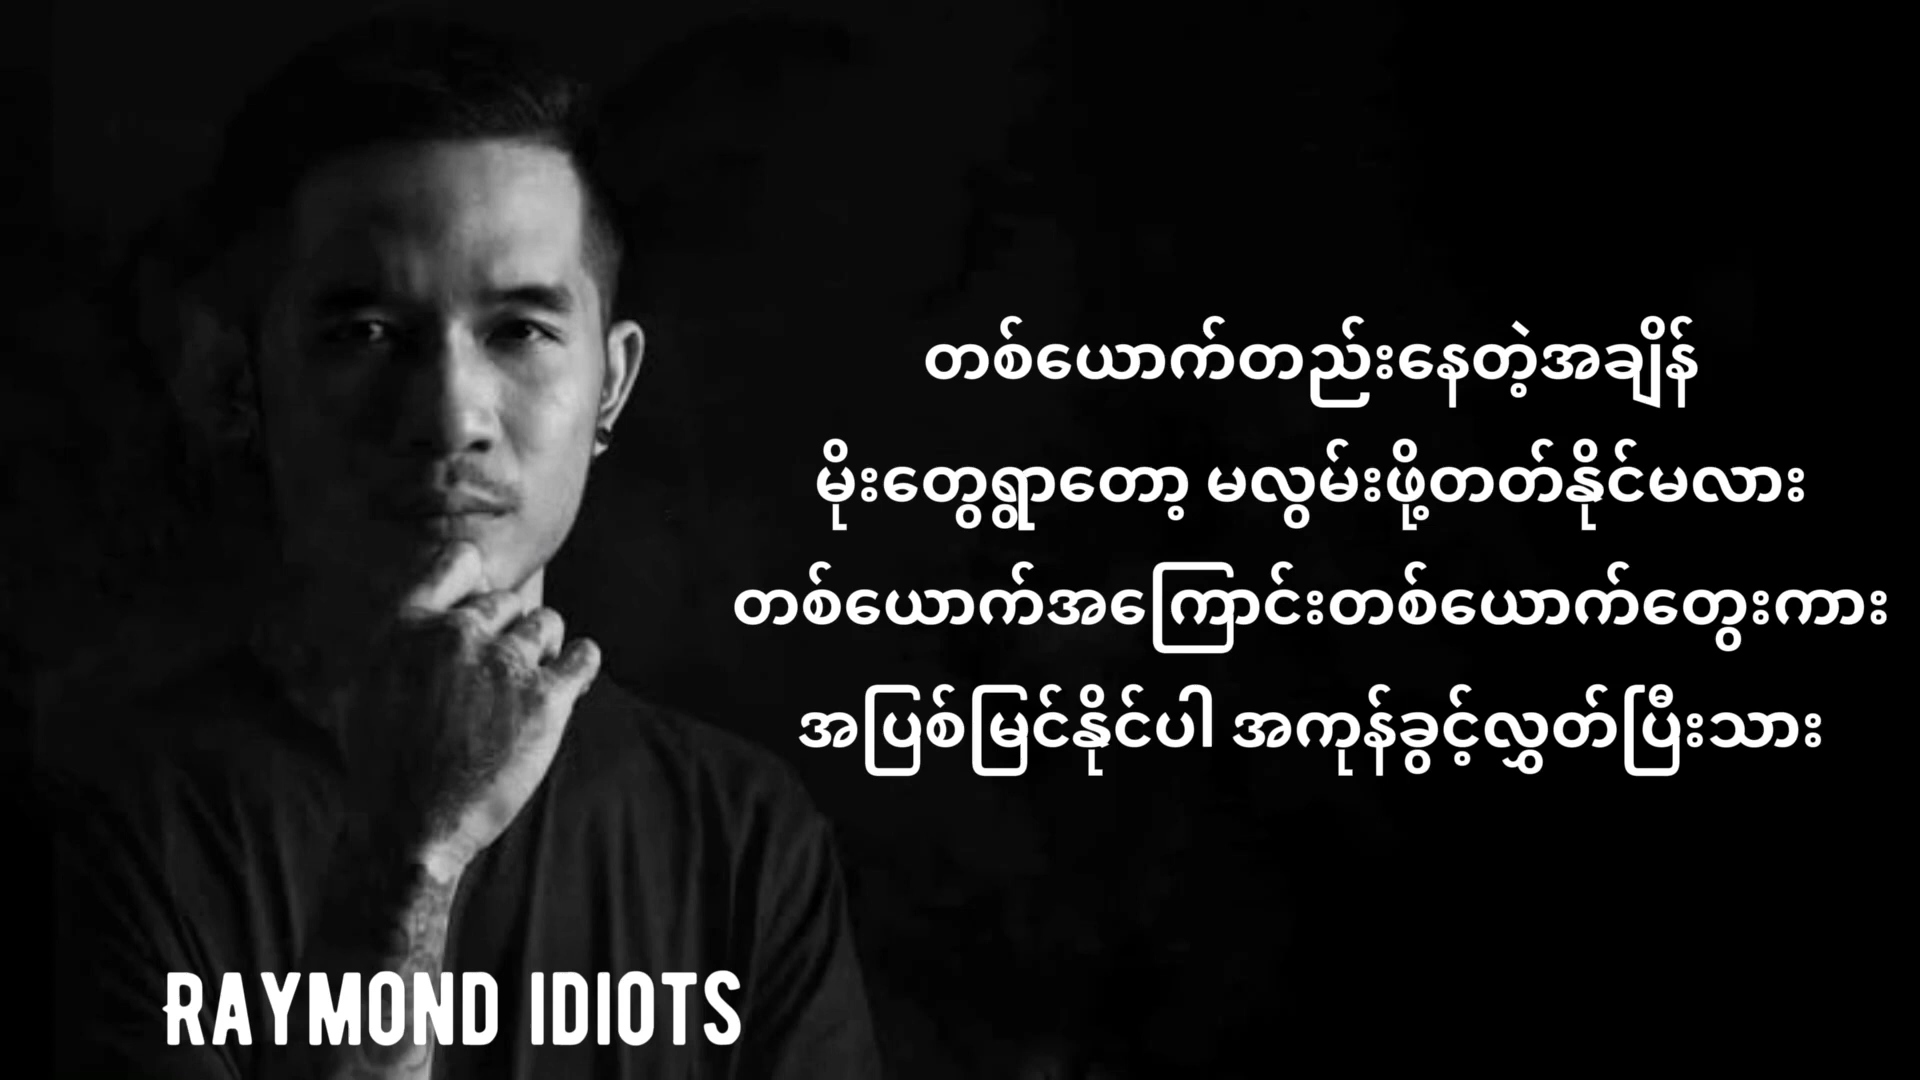 တစ်ယောက်တည်းနေတဲ့အချိန်
မိုးတွေရွာတော့ မလွမ်းဖို့တတ်နိုင်မလား
တစ်ယောက်အကြောင်းတစ်ယောက်တွေးကား
အပြစ်မြင်နိုင်ပါ အကုန်ခွင့်လွှတ်ပြီးသား
RAYMOND IDIOTS